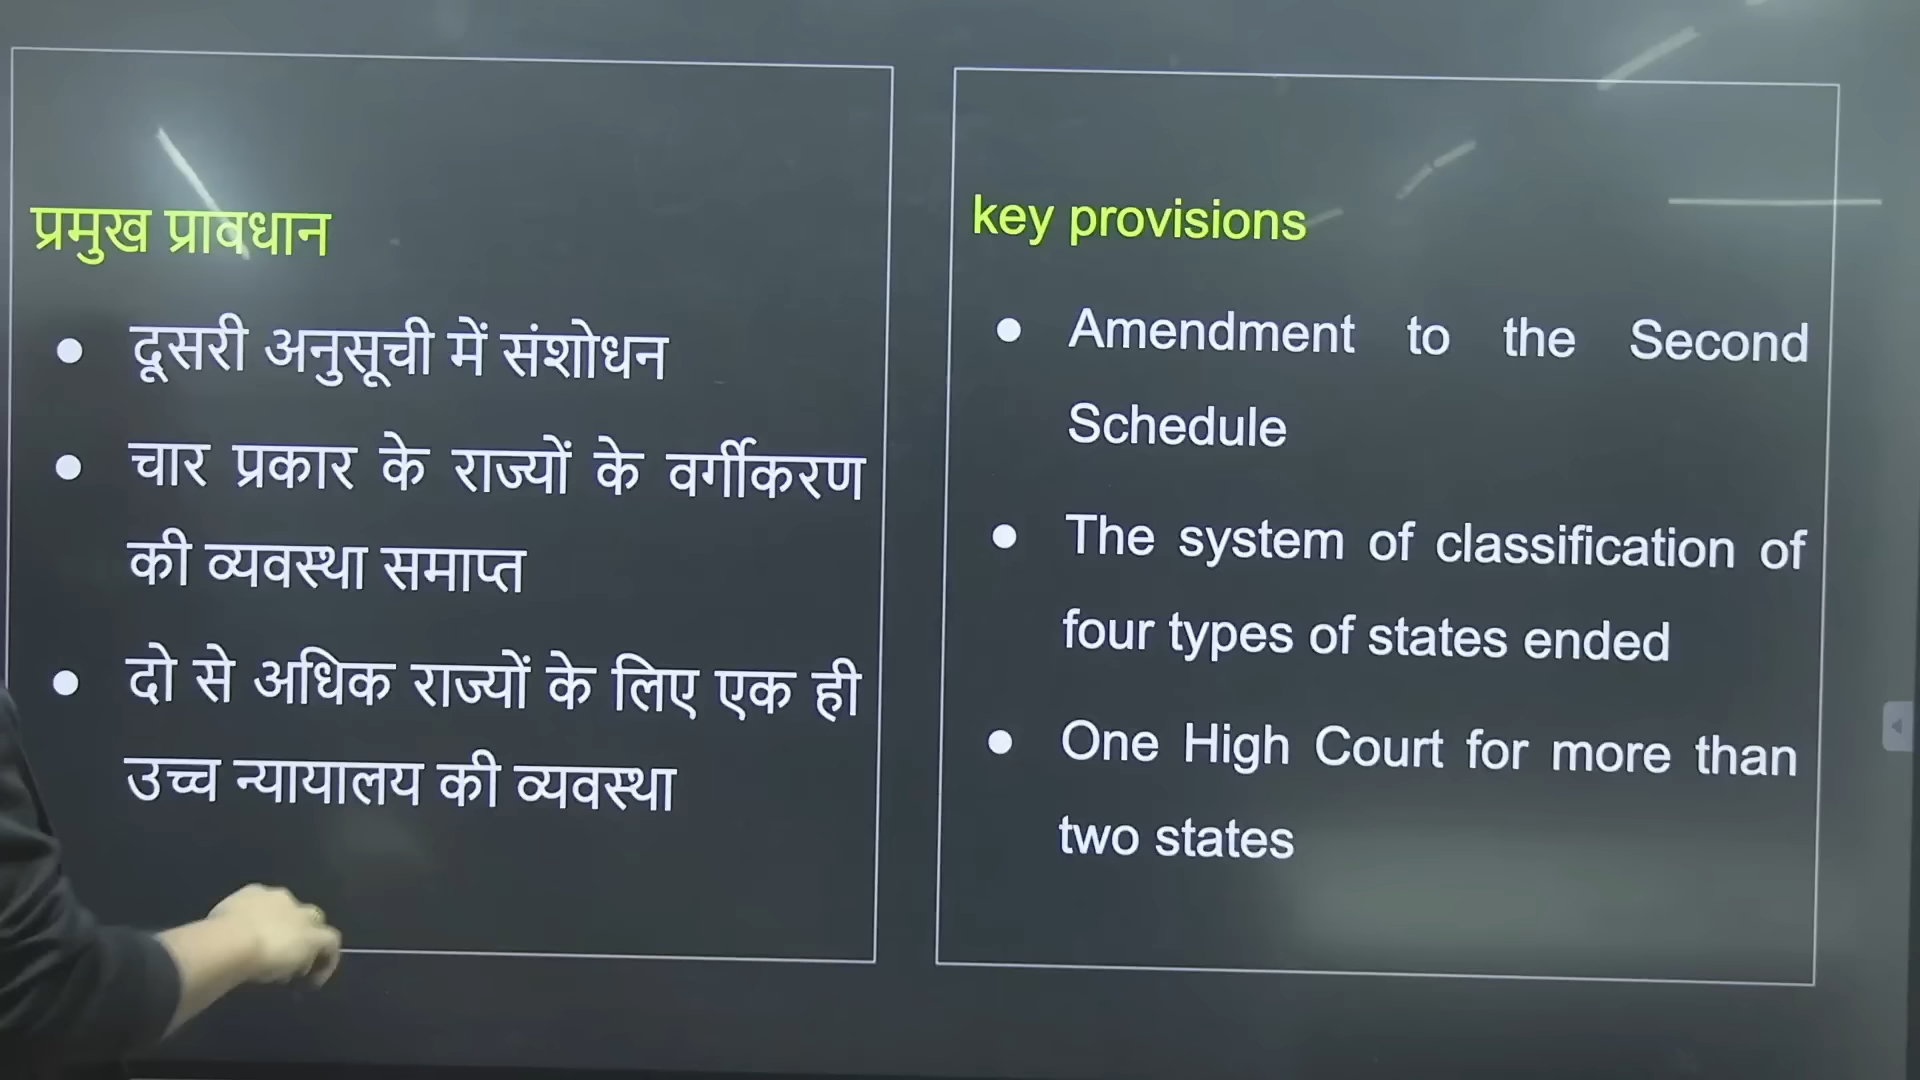 प्रमुख प्रावधान
दूसरी अनुसूची में संशोधन
चार प्रकार के राज्यों के वर्गीकरण
की व्यवस्था समाप्त
दो से अधिक राज्यों के लिए एक ही
उच्च न्यायालय की व्यवस्था
key provisions
Amendment to the Second
Schedule
The system of classification of
four types of states ended
One High Court for more than
two states